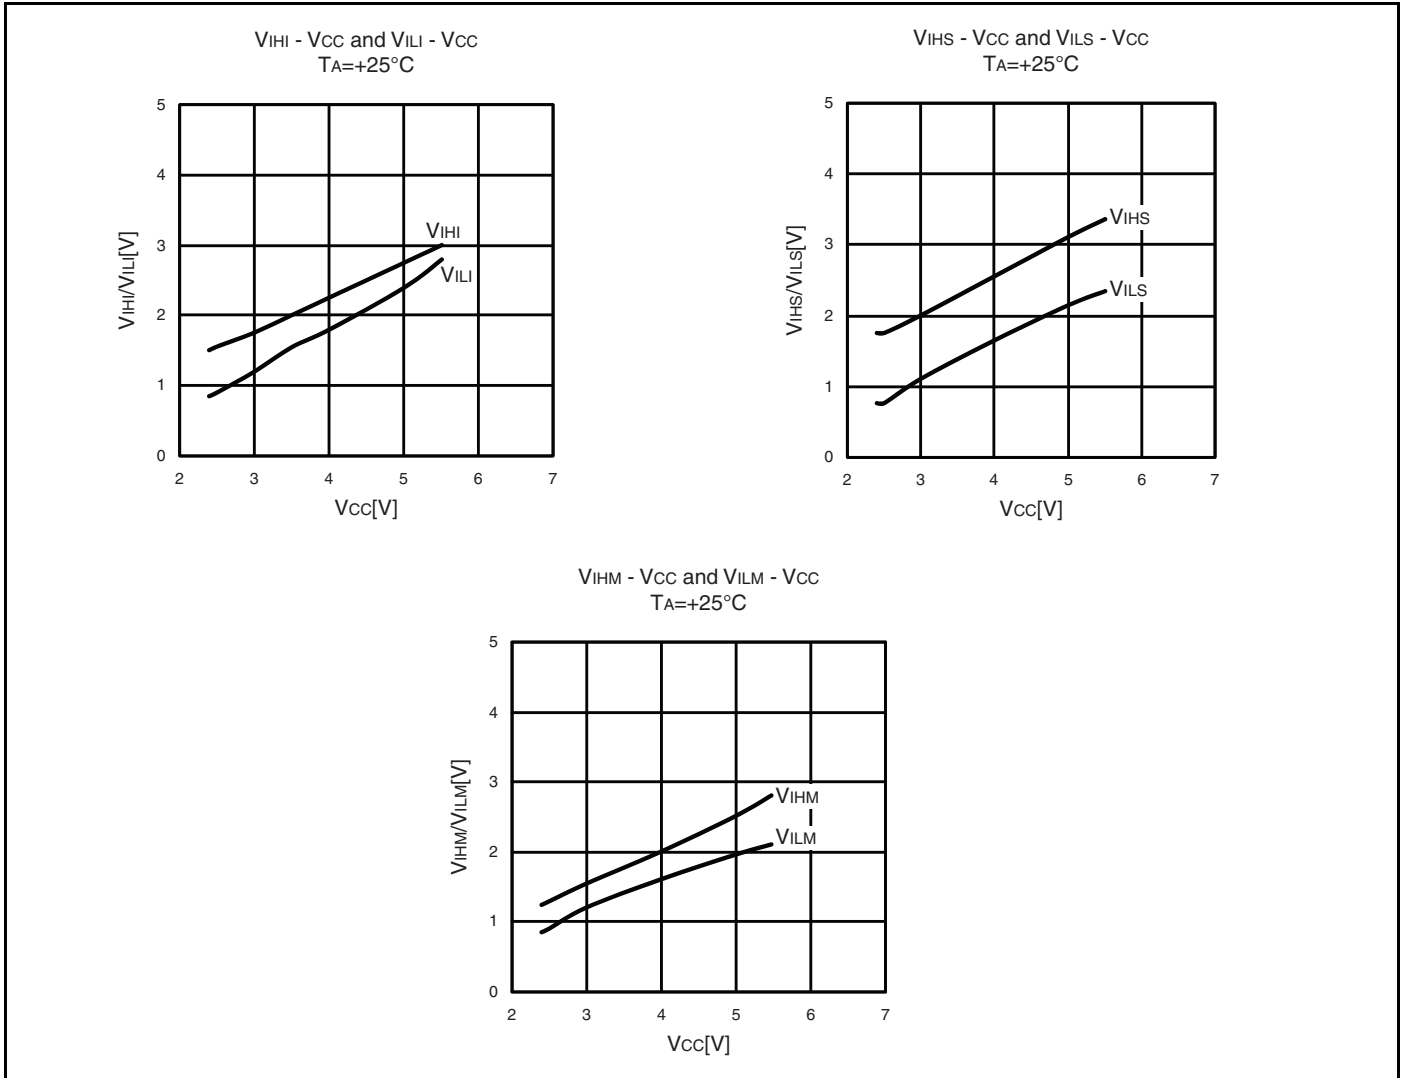 VIHI - VCC and VILI - VCC
TA=+25°C
5
4
3
2
1
0
VIHI/VILI[V]
VIHI
VILI
2 3 4 5 6 7
VCC[V]
VIHS - VCC and VILS - VCC
TA=+25°C
5
4
3
2
1
0
VIHS/VILS[V]
VIHS
VILS
2 3 4 5 6 7
VCC[V]
VIHM - VCC and VILM - VCC
TA=+25°C
5
4
3
2
1
0
VIHM/VILM[V]
VIHM
VILM
2 3 4 5 6 7
VCC[V]